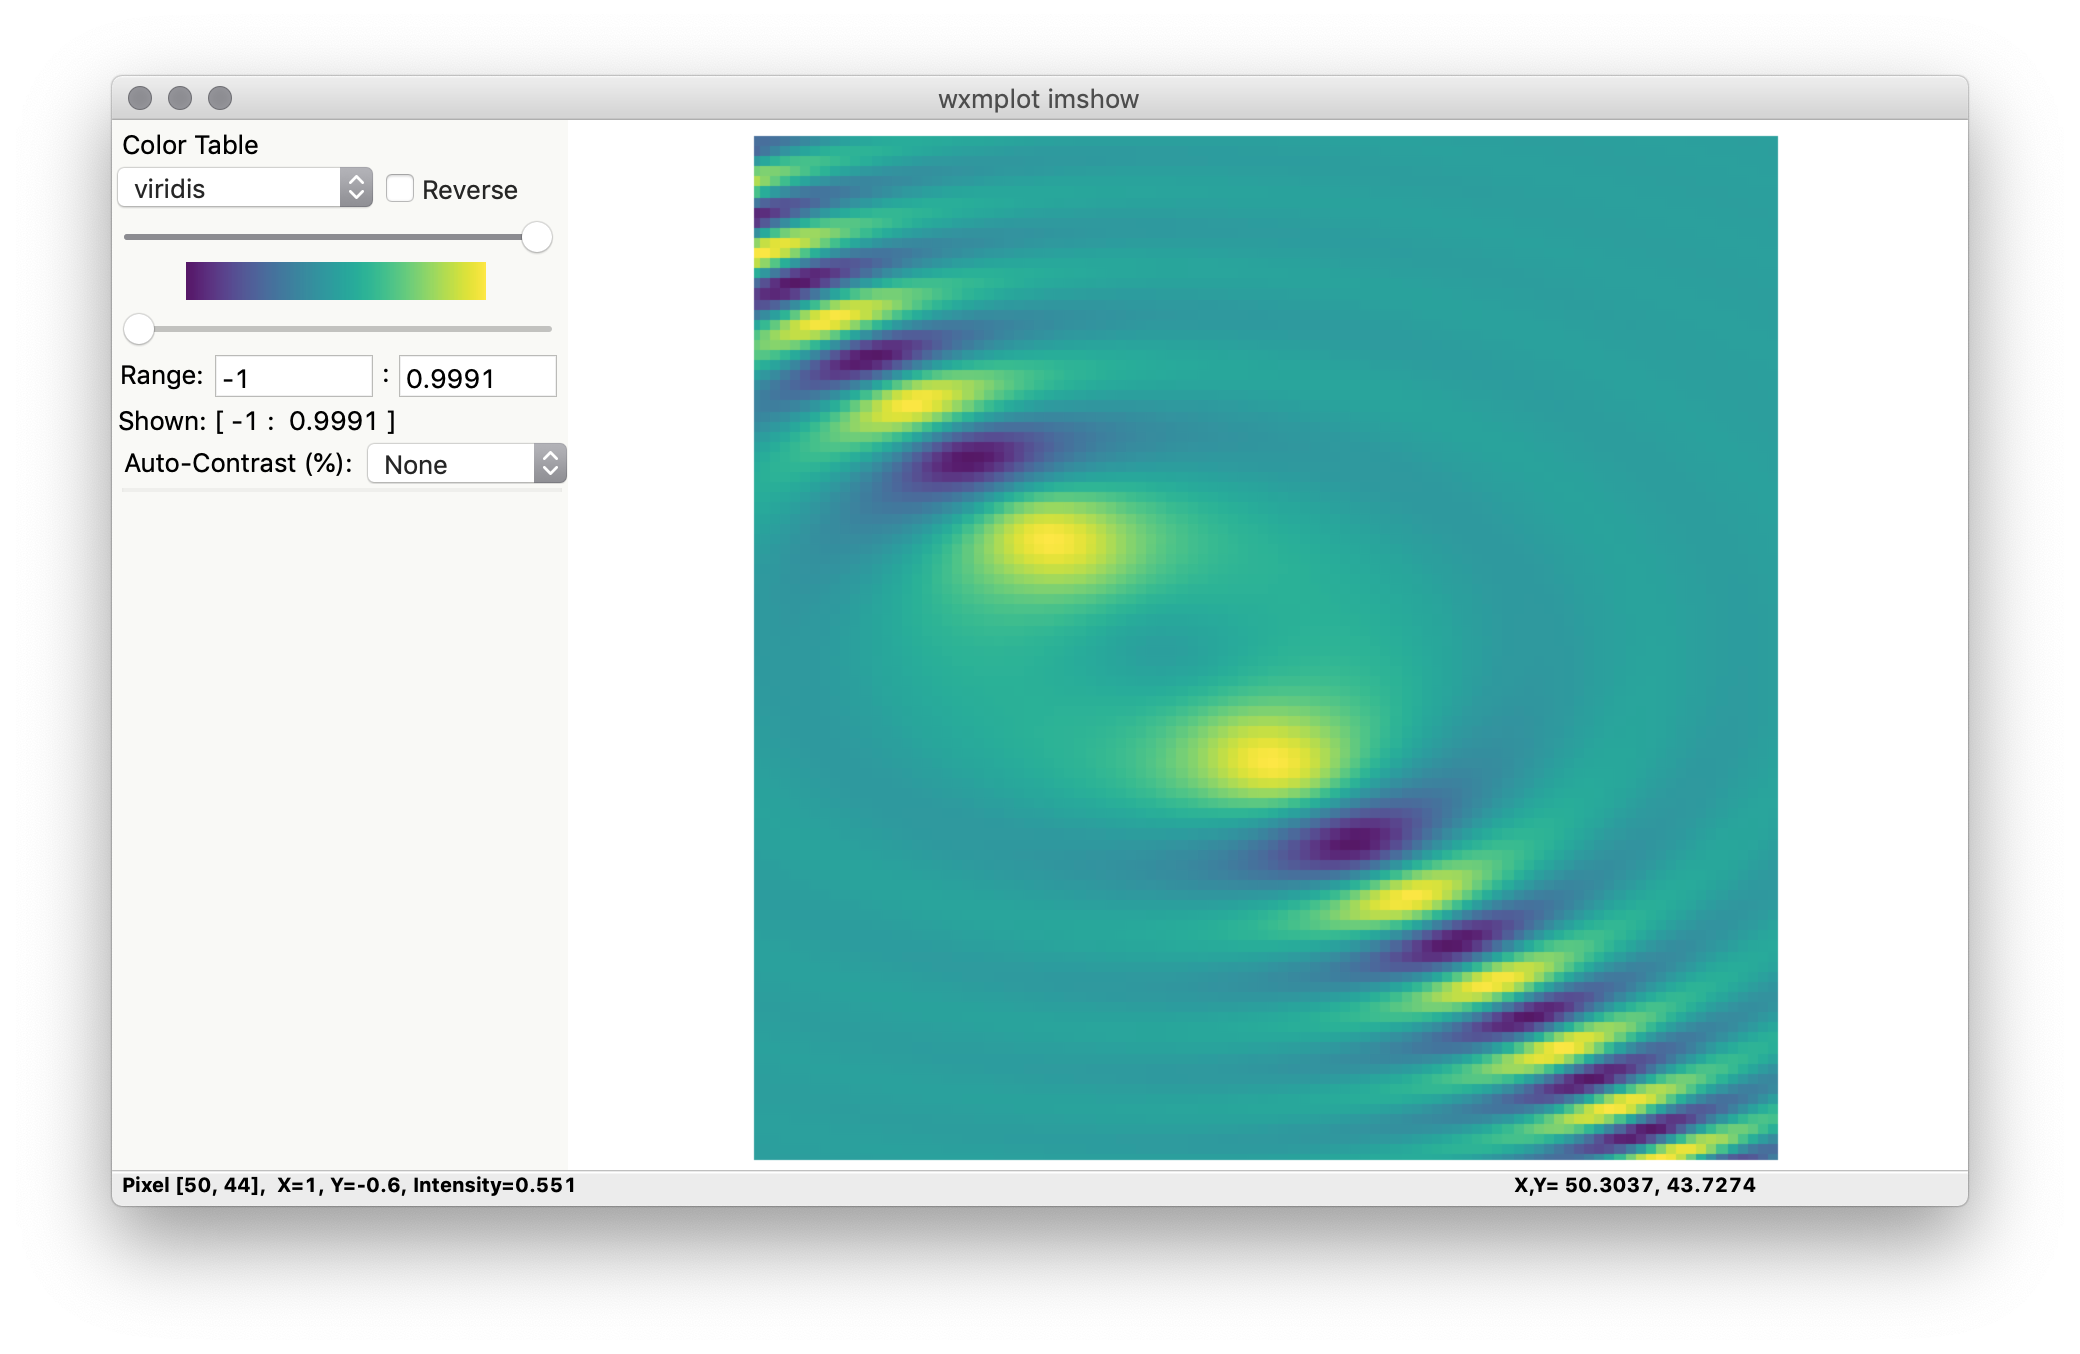 wxmplot imshow
Color Table
viridis Reverse
Range: -1 : 0.9991
Shown: [ -1 : 0.9991 ]
Auto-Contrast (%): None
Pixel [50, 44], X=1, Y=-0.6, Intensity=0.551 X,Y= 50.3037, 43.7274